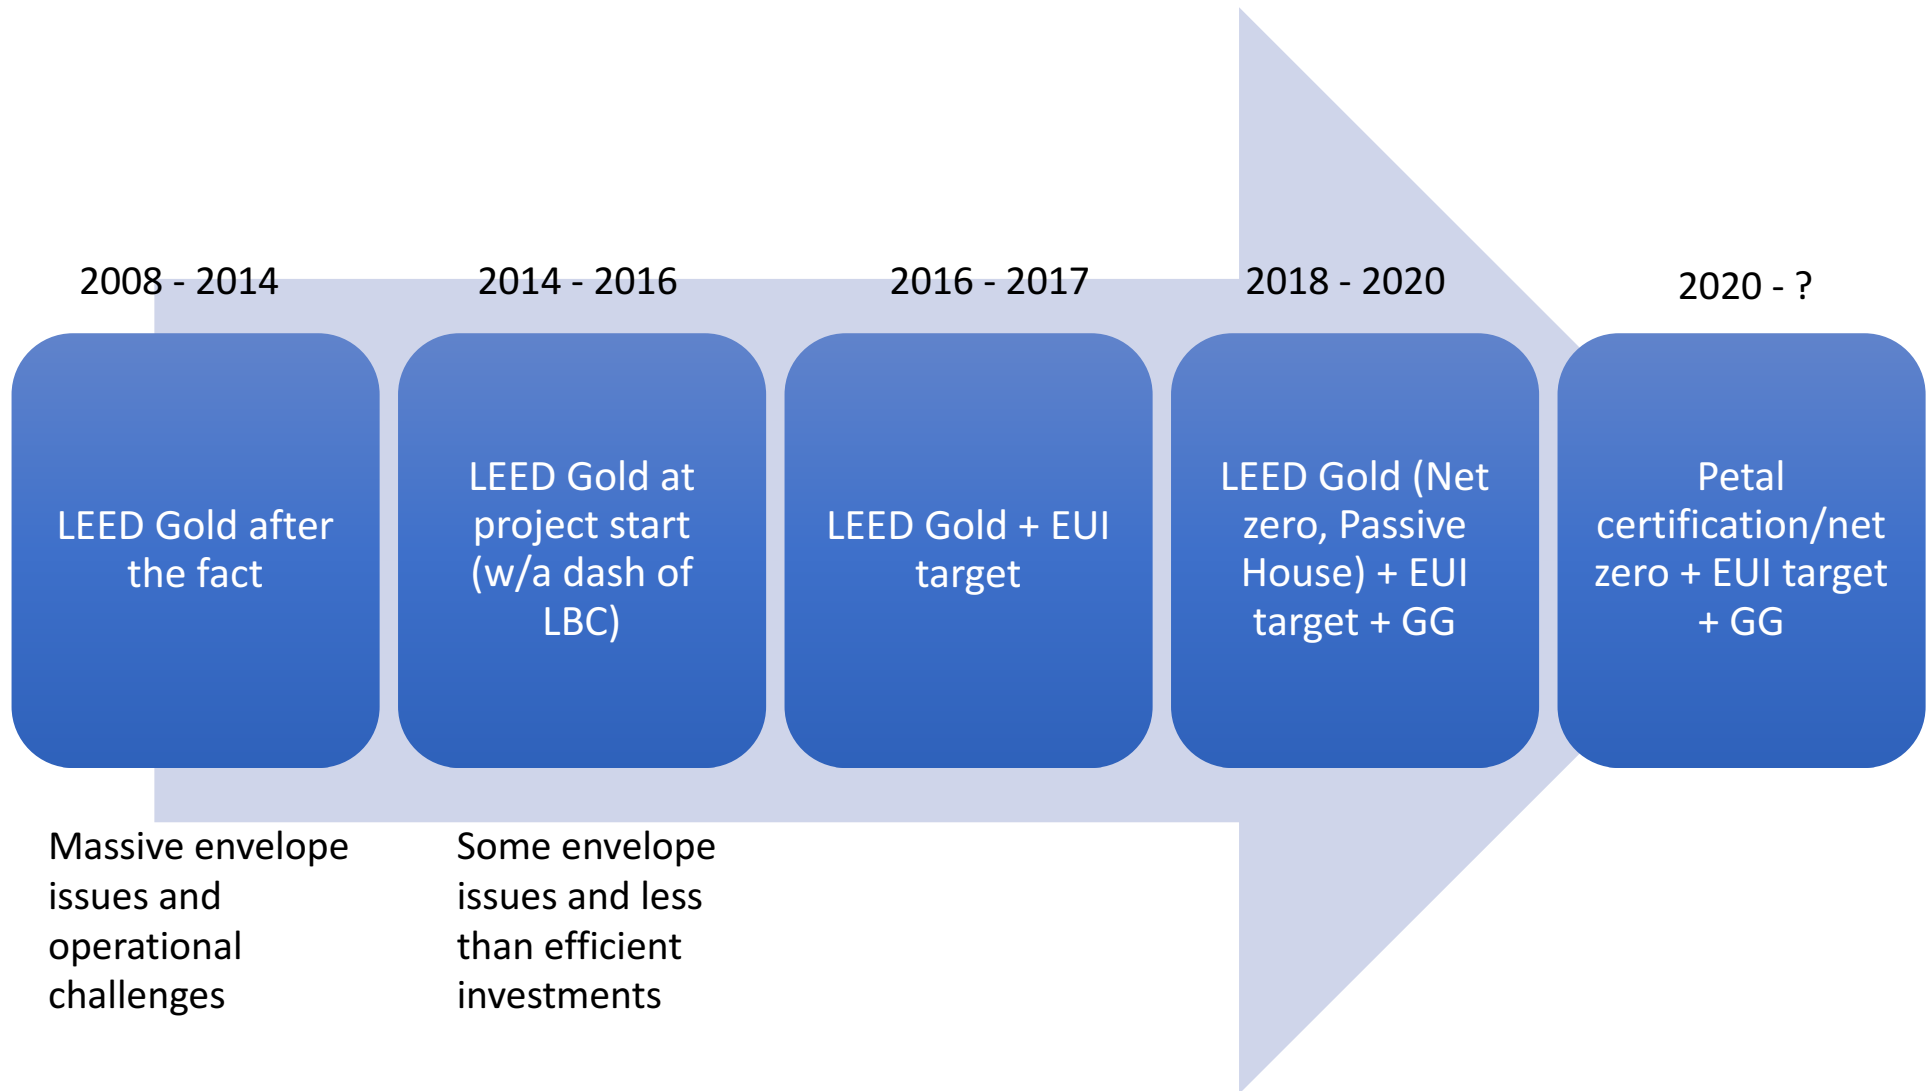 2008 - 2014
2014 - 2016
2016 - 2017
2018 - 2020
2020 - ?
LEED Gold after
the fact
LEED Gold at
project start
(w/a dash of
LBC)
LEED Gold + EUI
target
LEED Gold (Net
zero, Passive
House) + EUI
target + GG
Petal
certification/net
zero + EUI target
+ GG
Massive envelope
issues and
operational
challenges
Some envelope
issues and less
than efficient
investments